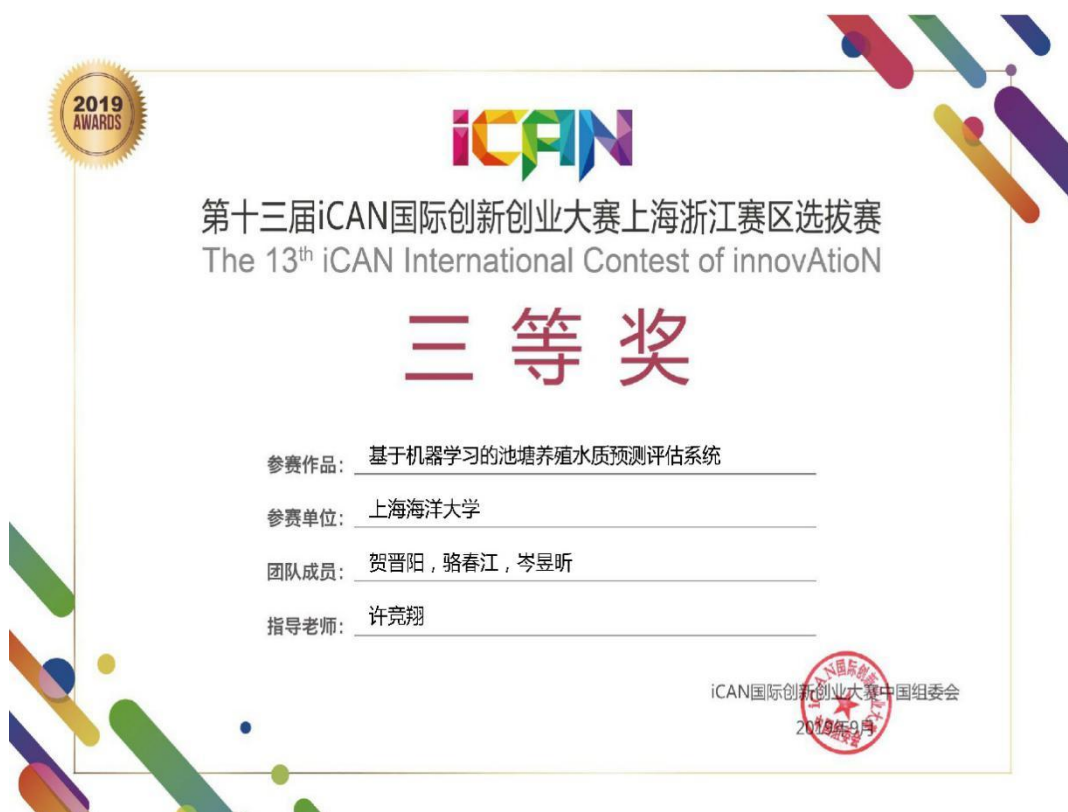 2019
AWARDS
iCAN
第十三届iCAN国际创新创业大赛上海浙江赛区选拔赛
The 13th iCAN International Contest of innovAtioN
三等奖
参赛作品: 基于机器学习的池塘养殖水质预测评估系统
参赛单位: 上海海洋大学
团队成员: 贺晋阳，骆春江，岑昱昕
指导老师: 许竞翔
iCAN国际创新创业大赛中国组委会
2019年9月